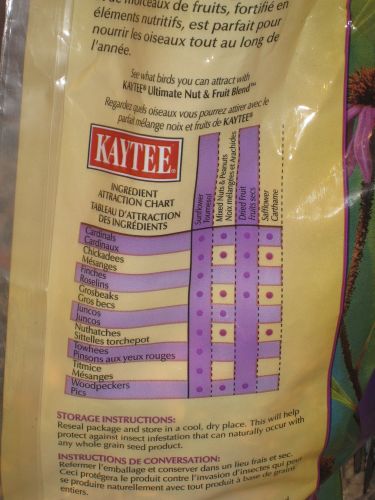 de morceaux de fruits, fortifié en
éléments nutritifs, est parfait pour
nourrir les oiseaux tout au long de
l'année.
See what birds you can attract with
KAYTEE® Ultimate Nut & Fruit Blend™
Regardez quels oiseaux vous pourrez attirer avec le
parfait mélange noix et fruits de KAYTEE®
KAYTEE®
INGREDIENT
ATTRACTION CHART
TABLEAU D'ATTRACTION
DES INGRÉDIENTS
Sunflower
Tournesol
Mixed Nuts & Peanuts
Noix mélangées et Arachides
Dried Fruit
Fruits secs
Safflower
Carthame
Cardinals
Cardinaux
Chickadees
Mésanges
Finches
Roselins
Grosbeaks
Gros becs
Juncos
Juncos
Nuthatches
Sittelles torchepot
Towhees
Pinsons aux yeux rouges
Titmice
Mésanges
Woodpeckers
Pics
STORAGE INSTRUCTIONS:
Reseal package and store in a cool, dry place. This will help
protect against insect infestation that can naturally occur with
any whole grain seed product.
INSTRUCTIONS DE CONVERSATION:
Refermer l'emballage et conserver dans un lieu frais et sec.
Ceci protégera le produit contre l'invasion d'insectes qui peut
se produire naturellement avec tout produit à base de grains
entiers.